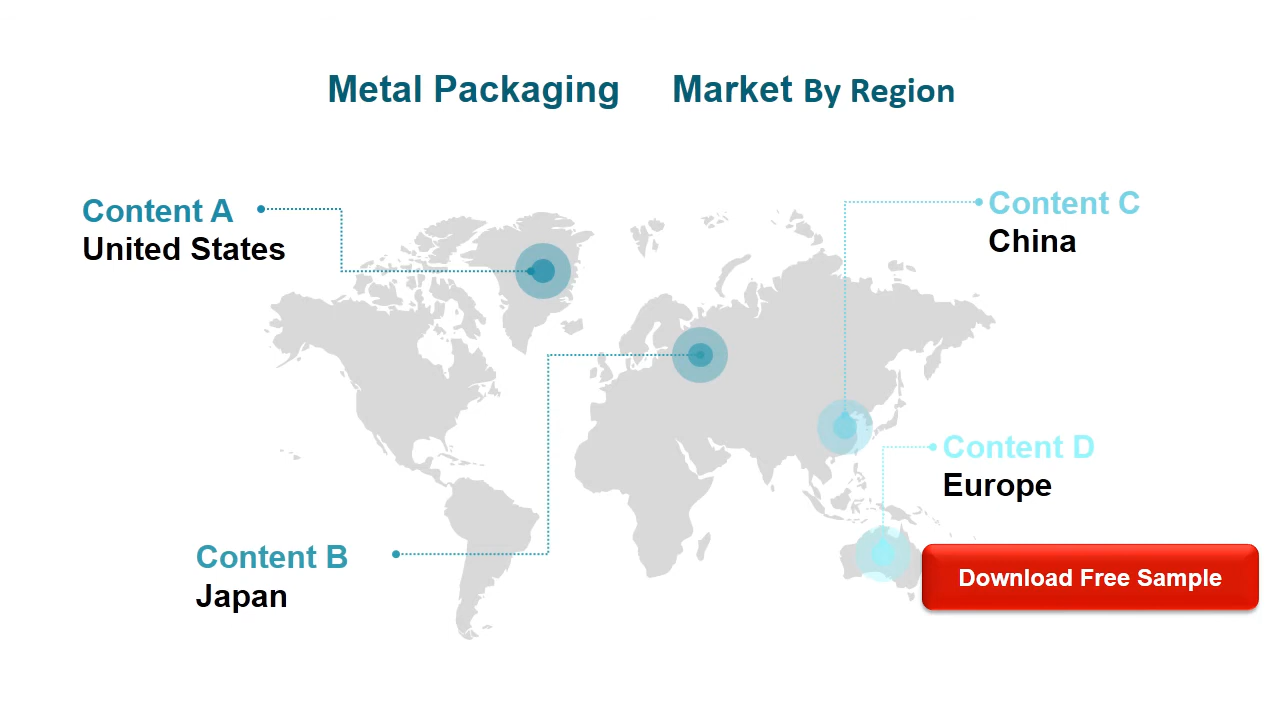 Metal Packaging Market By Region
Content A
United States
Content C
China
Content D
Europe
Content B
Japan
Download Free Sample